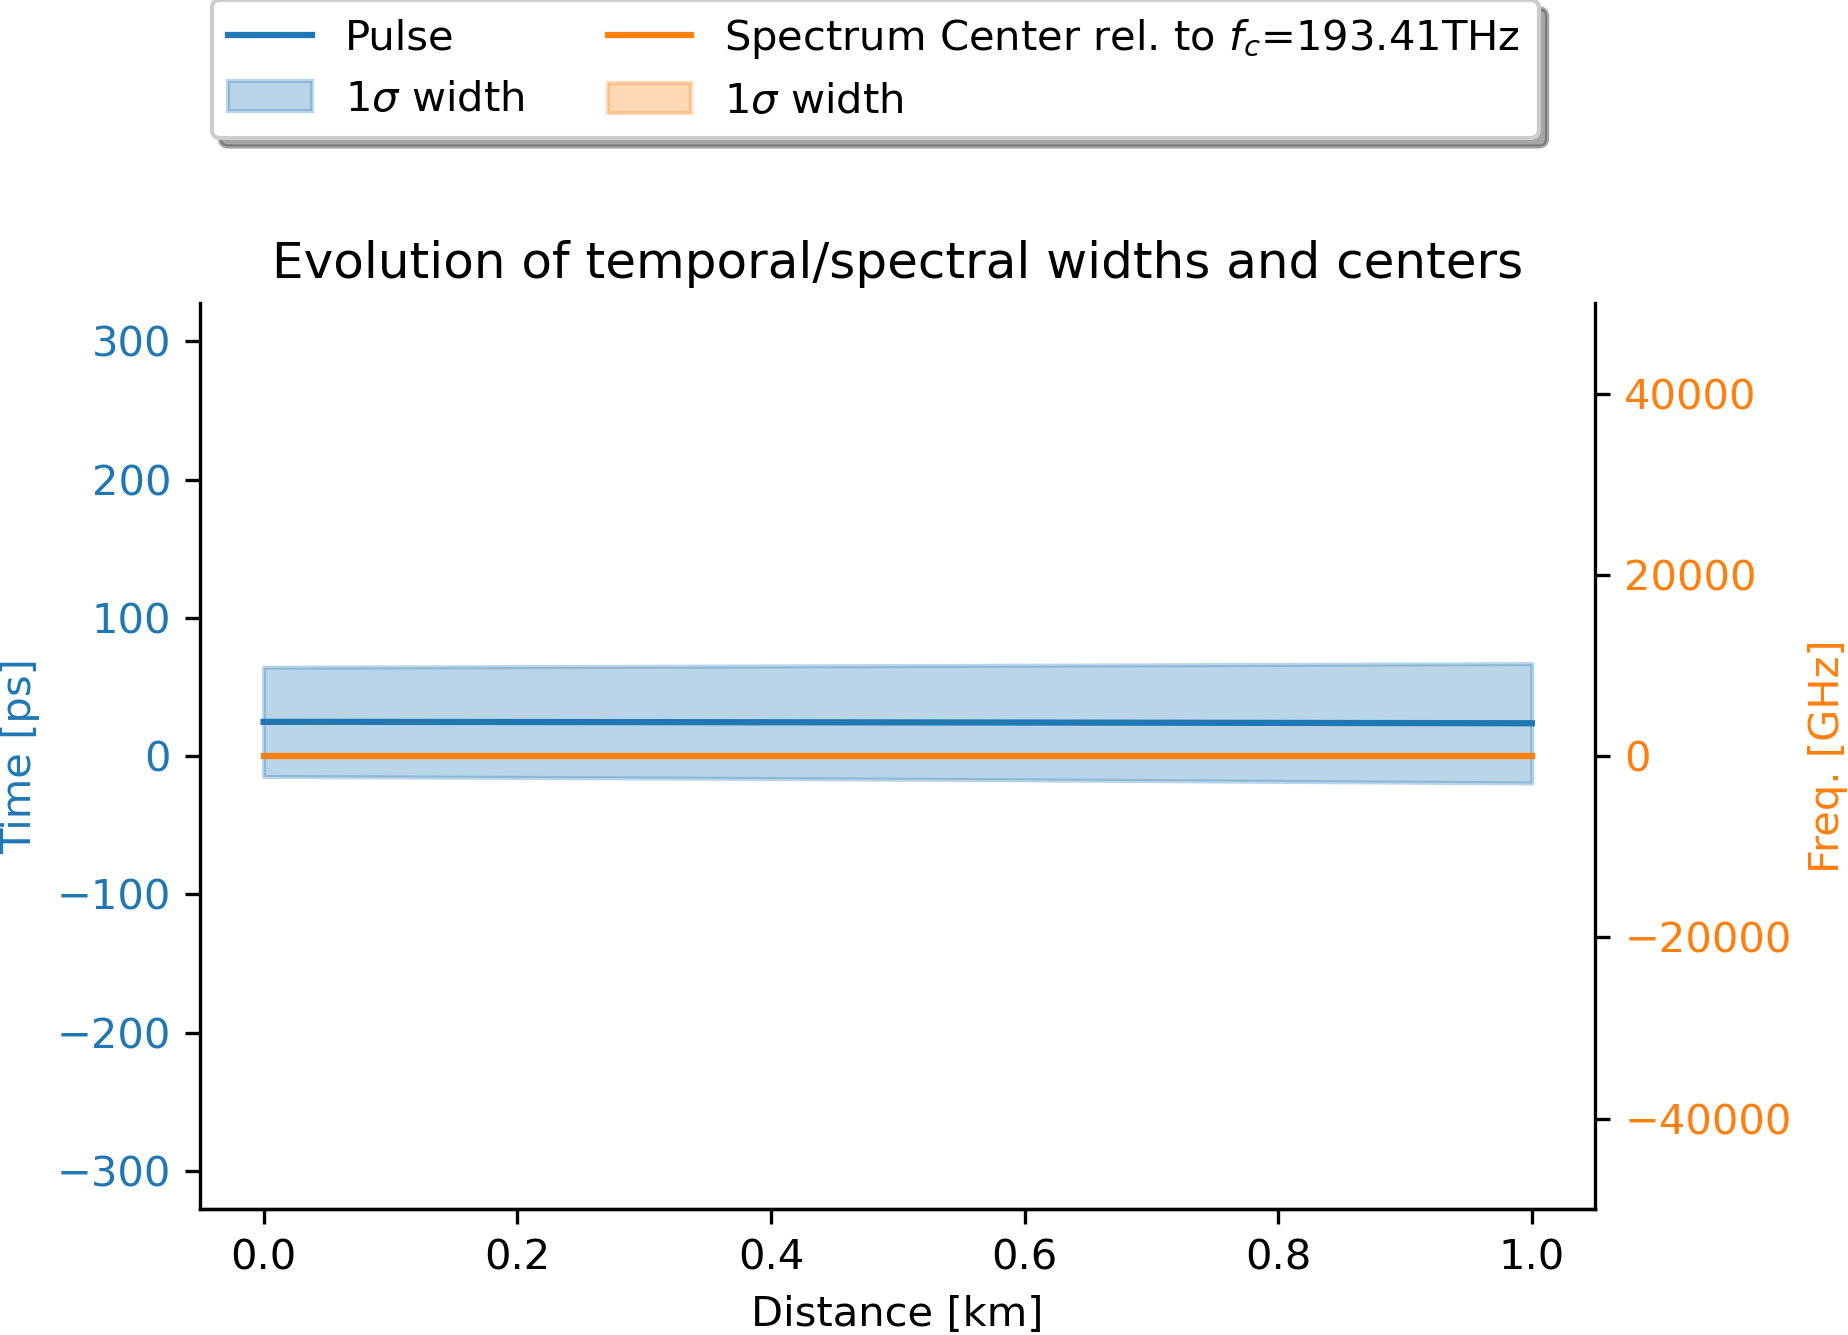 Pulse
1σ width
Spectrum Center rel. to f_c=193.41THz
1σ width
Evolution of temporal/spectral widths and centers
300
200
100
0
−100
−200
−300
Time [ps]
40000
20000
0
−20000
−40000
Freq. [GHz]
0.0 0.2 0.4 0.6 0.8 1.0
Distance [km]